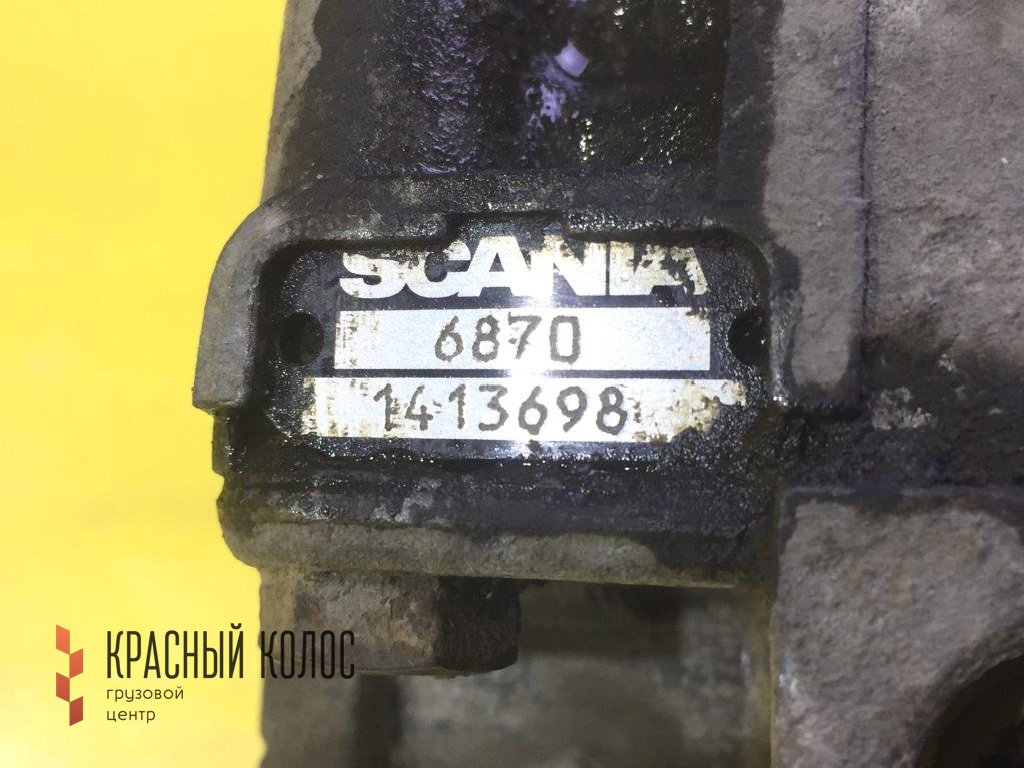 SCANIA
6870
1413698
КРАСНЫЙ КОЛОС
грузовой
центр